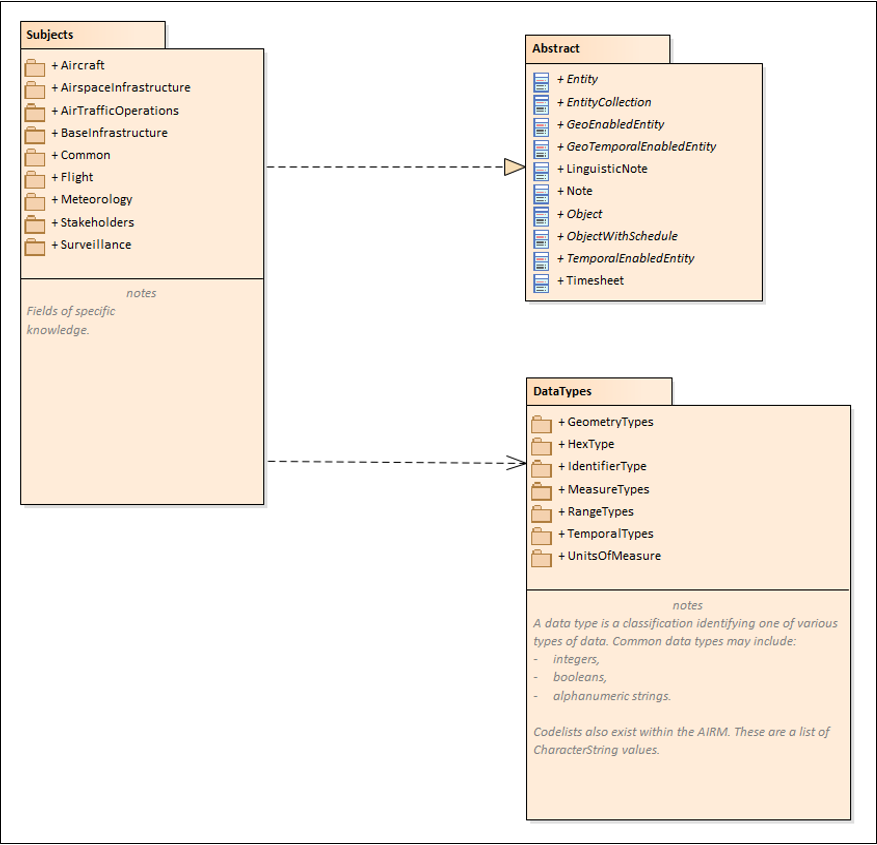 Subjects
+ Aircraft
+ AirspaceInfrastructure
+ AirTrafficOperations
+ BaseInfrastructure
+ Common
+ Flight
+ Meteorology
+ Stakeholders
+ Surveillance
notes
Fields of specific
knowledge.
Abstract
+ Entity
+ EntityCollection
+ GeoEnabledEntity
+ GeoTemporalEnabledEntity
+ LinguisticNote
+ Note
+ Object
+ ObjectWithSchedule
+ TemporalEnabledEntity
+ Timesheet
DataTypes
+ GeometryTypes
+ HexType
+ IdentifierType
+ MeasureTypes
+ RangeTypes
+ TemporalTypes
+ UnitsOfMeasure
notes
A data type is a classification identifying one of various
types of data. Common data types may include:
- integers,
- booleans,
- alphanumeric strings.
Codelists also exist within the AIRM. These are a list of
CharacterString values.